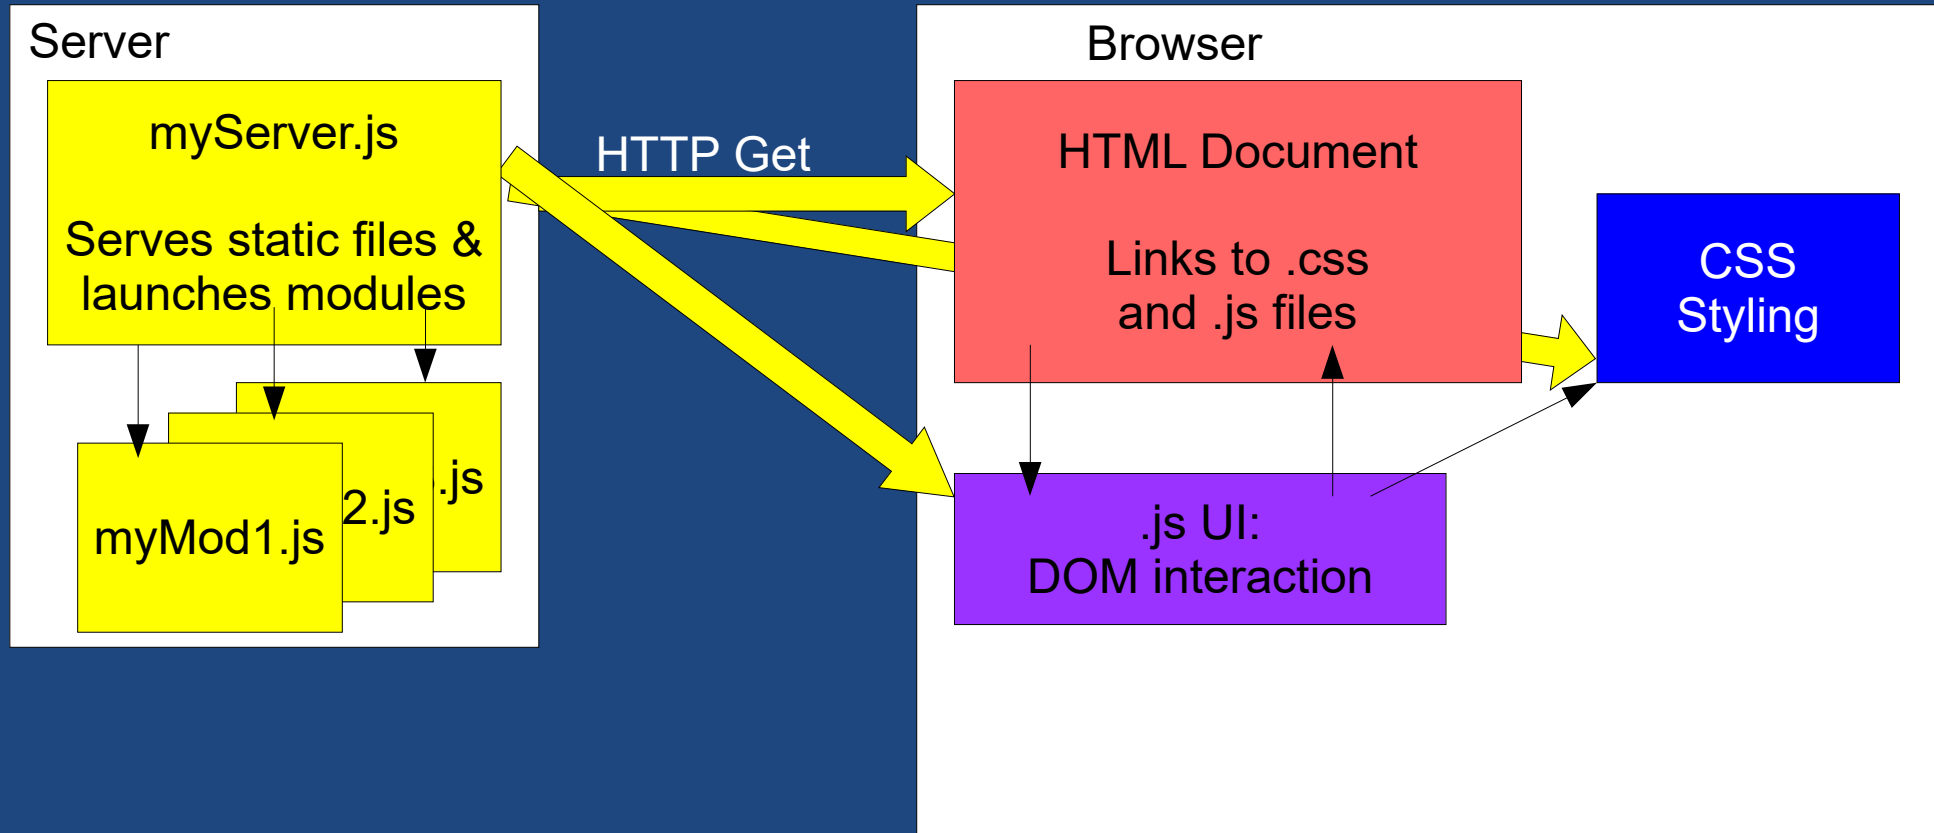 Server
myServer.js
Serves static files &
launches modules
myMod1.js
2.js
.js
HTTP Get
Browser
HTML Document
Links to .css
and .js files
CSS
Styling
.js UI:
DOM interaction